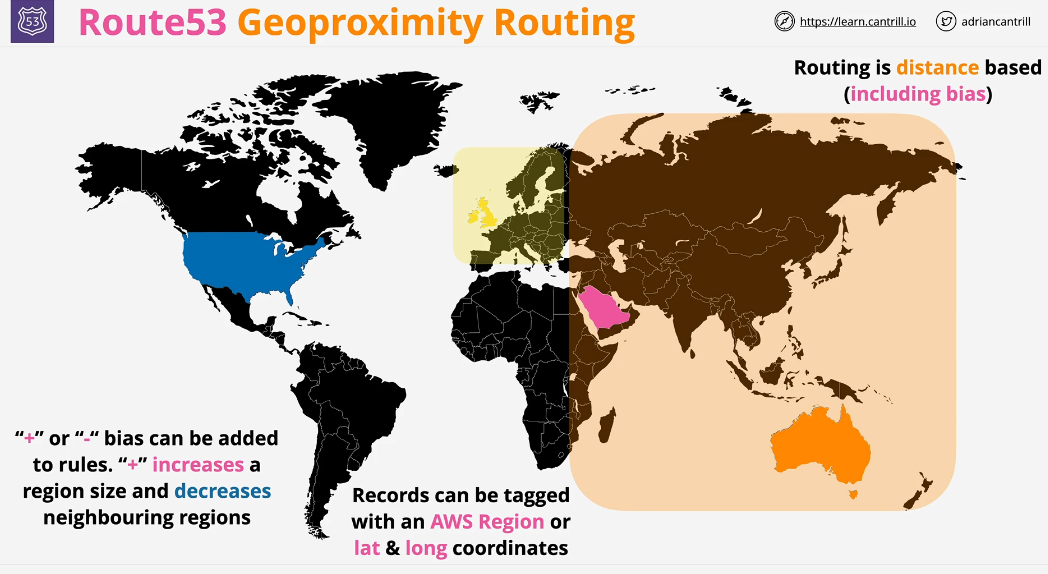 53
Route53 Geoproximity Routing
https://learn.cantrill.io
adriancantrill
Routing is distance based
(including bias)
“+” or “-“ bias can be added
to rules. “+” increases a
region size and decreases
neighbouring regions
Records can be tagged
with an AWS Region or
lat & long coordinates